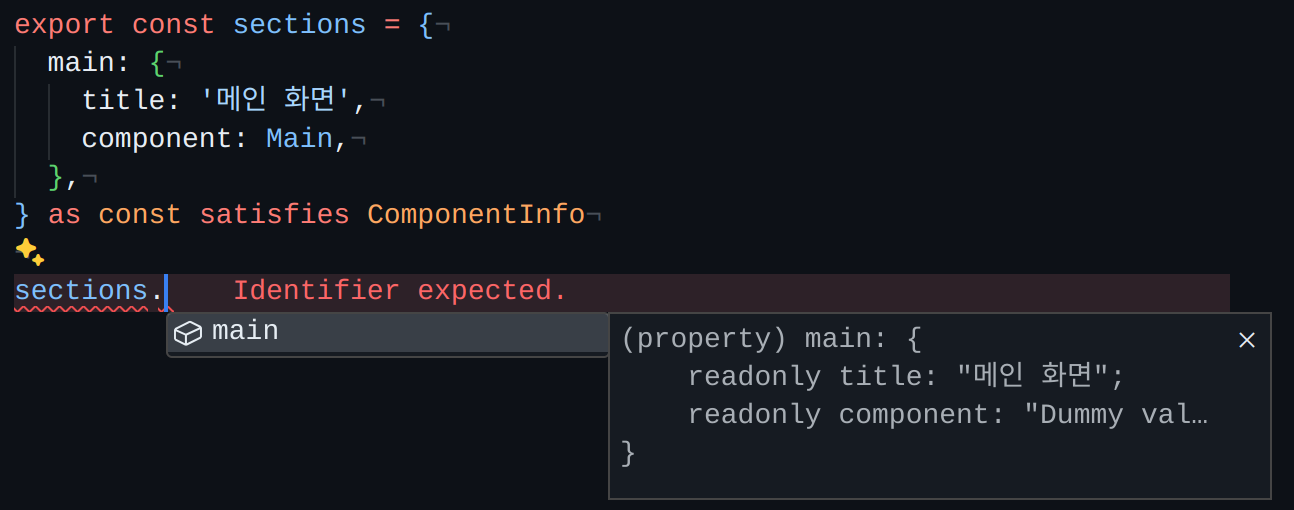 export const sections = {¬
main: {¬
title: '메인 화면',¬
component: Main,¬
},¬
} as const satisfies ComponentInfo¬
sections. Identifier expected.
main
(property) main: {
readonly title: "메인 화면";
readonly component: "Dummy val…
}